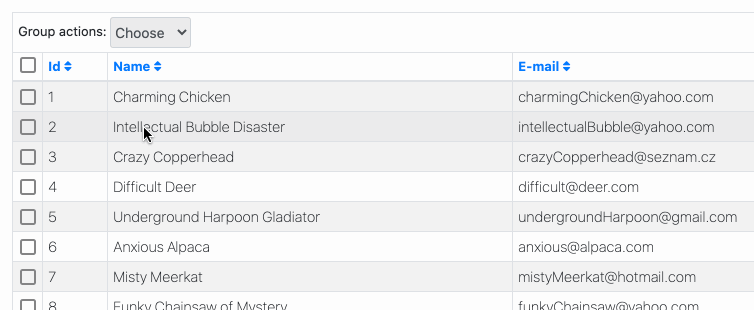 Group actions: Choose
Id Name E-mail
1 Charming Chicken charmingChicken@yahoo.com
2 Intellectual Bubble Disaster intellectualBubble@yahoo.com
3 Crazy Copperhead crazyCopperhead@seznam.cz
4 Difficult Deer difficult@deer.com
5 Underground Harpoon Gladiator undergroundHarpoon@gmail.com
6 Anxious Alpaca anxious@alpaca.com
7 Misty Meerkat mistyMeerkat@hotmail.com
8 Funky Chainsaw of Mystery funkyChainsaw@yahoo.com